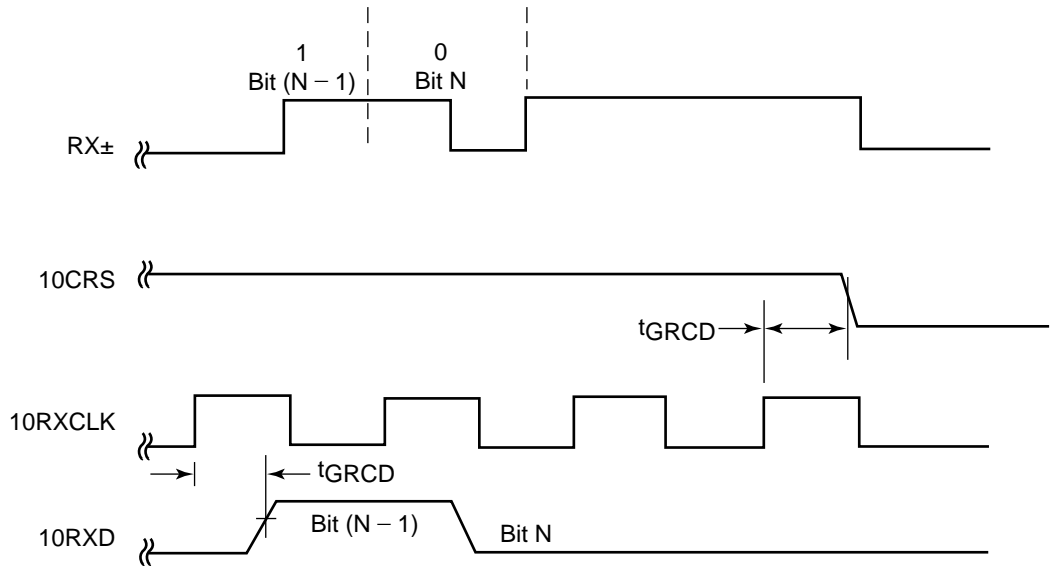 1 0
Bit (N − 1) Bit N
RX±
10CRS
tGRCD
10RXCLK
tGRCD
Bit (N − 1) Bit N
10RXD